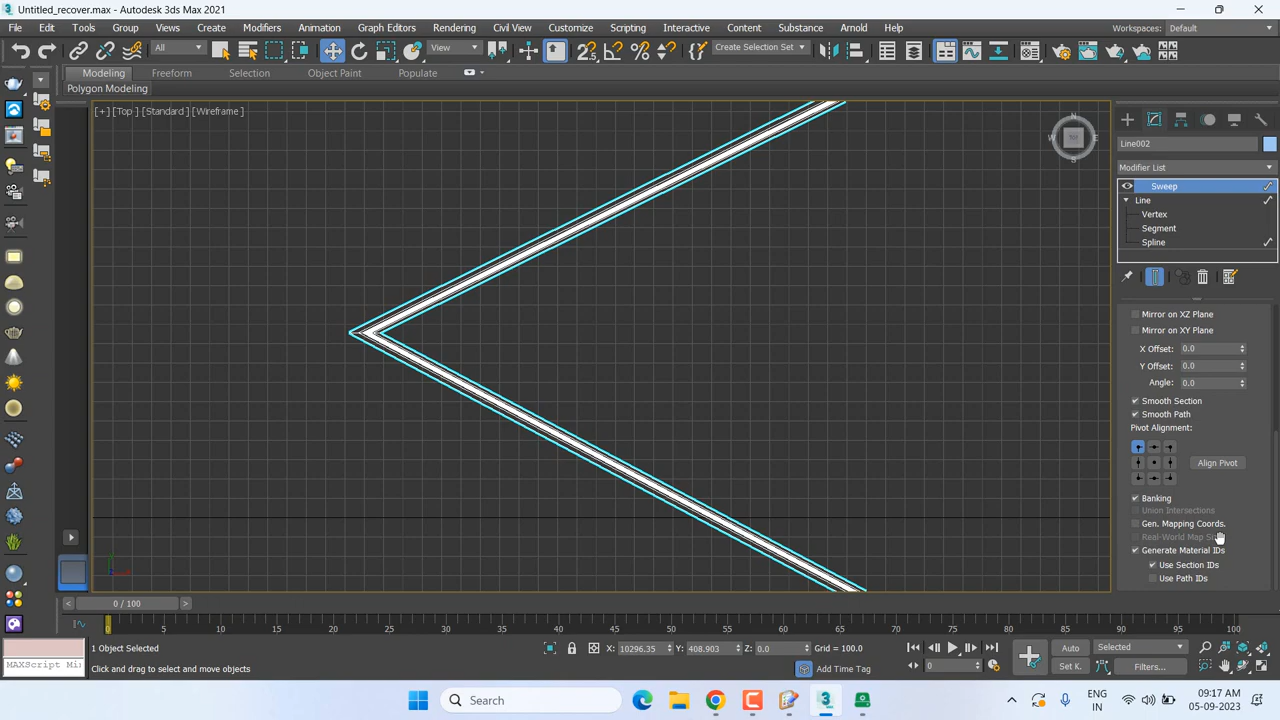 Untitled_recover.max - Autodesk 3ds Max 2021
File Edit Tools Group Views Create Modifiers Animation Graph Editors Rendering Civil View Customize Scripting Interactive Content Substance Arnold Help
Workspaces: Default
All View Create Selection Set
Modeling Freeform Selection Object Paint Populate
Polygon Modeling
[+] [Top ] [Standard ] [Wireframe ]
N
W E
S
Line002
Modifier List
Sweep
Line
Vertex
Segment
Spline
Mirror on XZ Plane
Mirror on XY Plane
X Offset: 0.0
Y Offset: 0.0
Angle: 0.0
Smooth Section
Smooth Path
Pivot Alignment:
Align Pivot
Banking
Union Intersections
Gen. Mapping Coords.
Real-World Map
Generate Material IDs
Use Section IDs
Use Path IDs
0 / 100
0 5 10 15 20 25 30 35 40 45 50 55 60 65 70 75 80 85 90 95 100
1 Object Selected
X: 10296.35 Y: 408.903 Z: 0.0 Grid = 100.0
Auto Selected
MAXScript Mi
Click and drag to select and move objects
Add Time Tag
0
Set K. Filters...
Search
ENG
IN
09:17 AM
05-09-2023